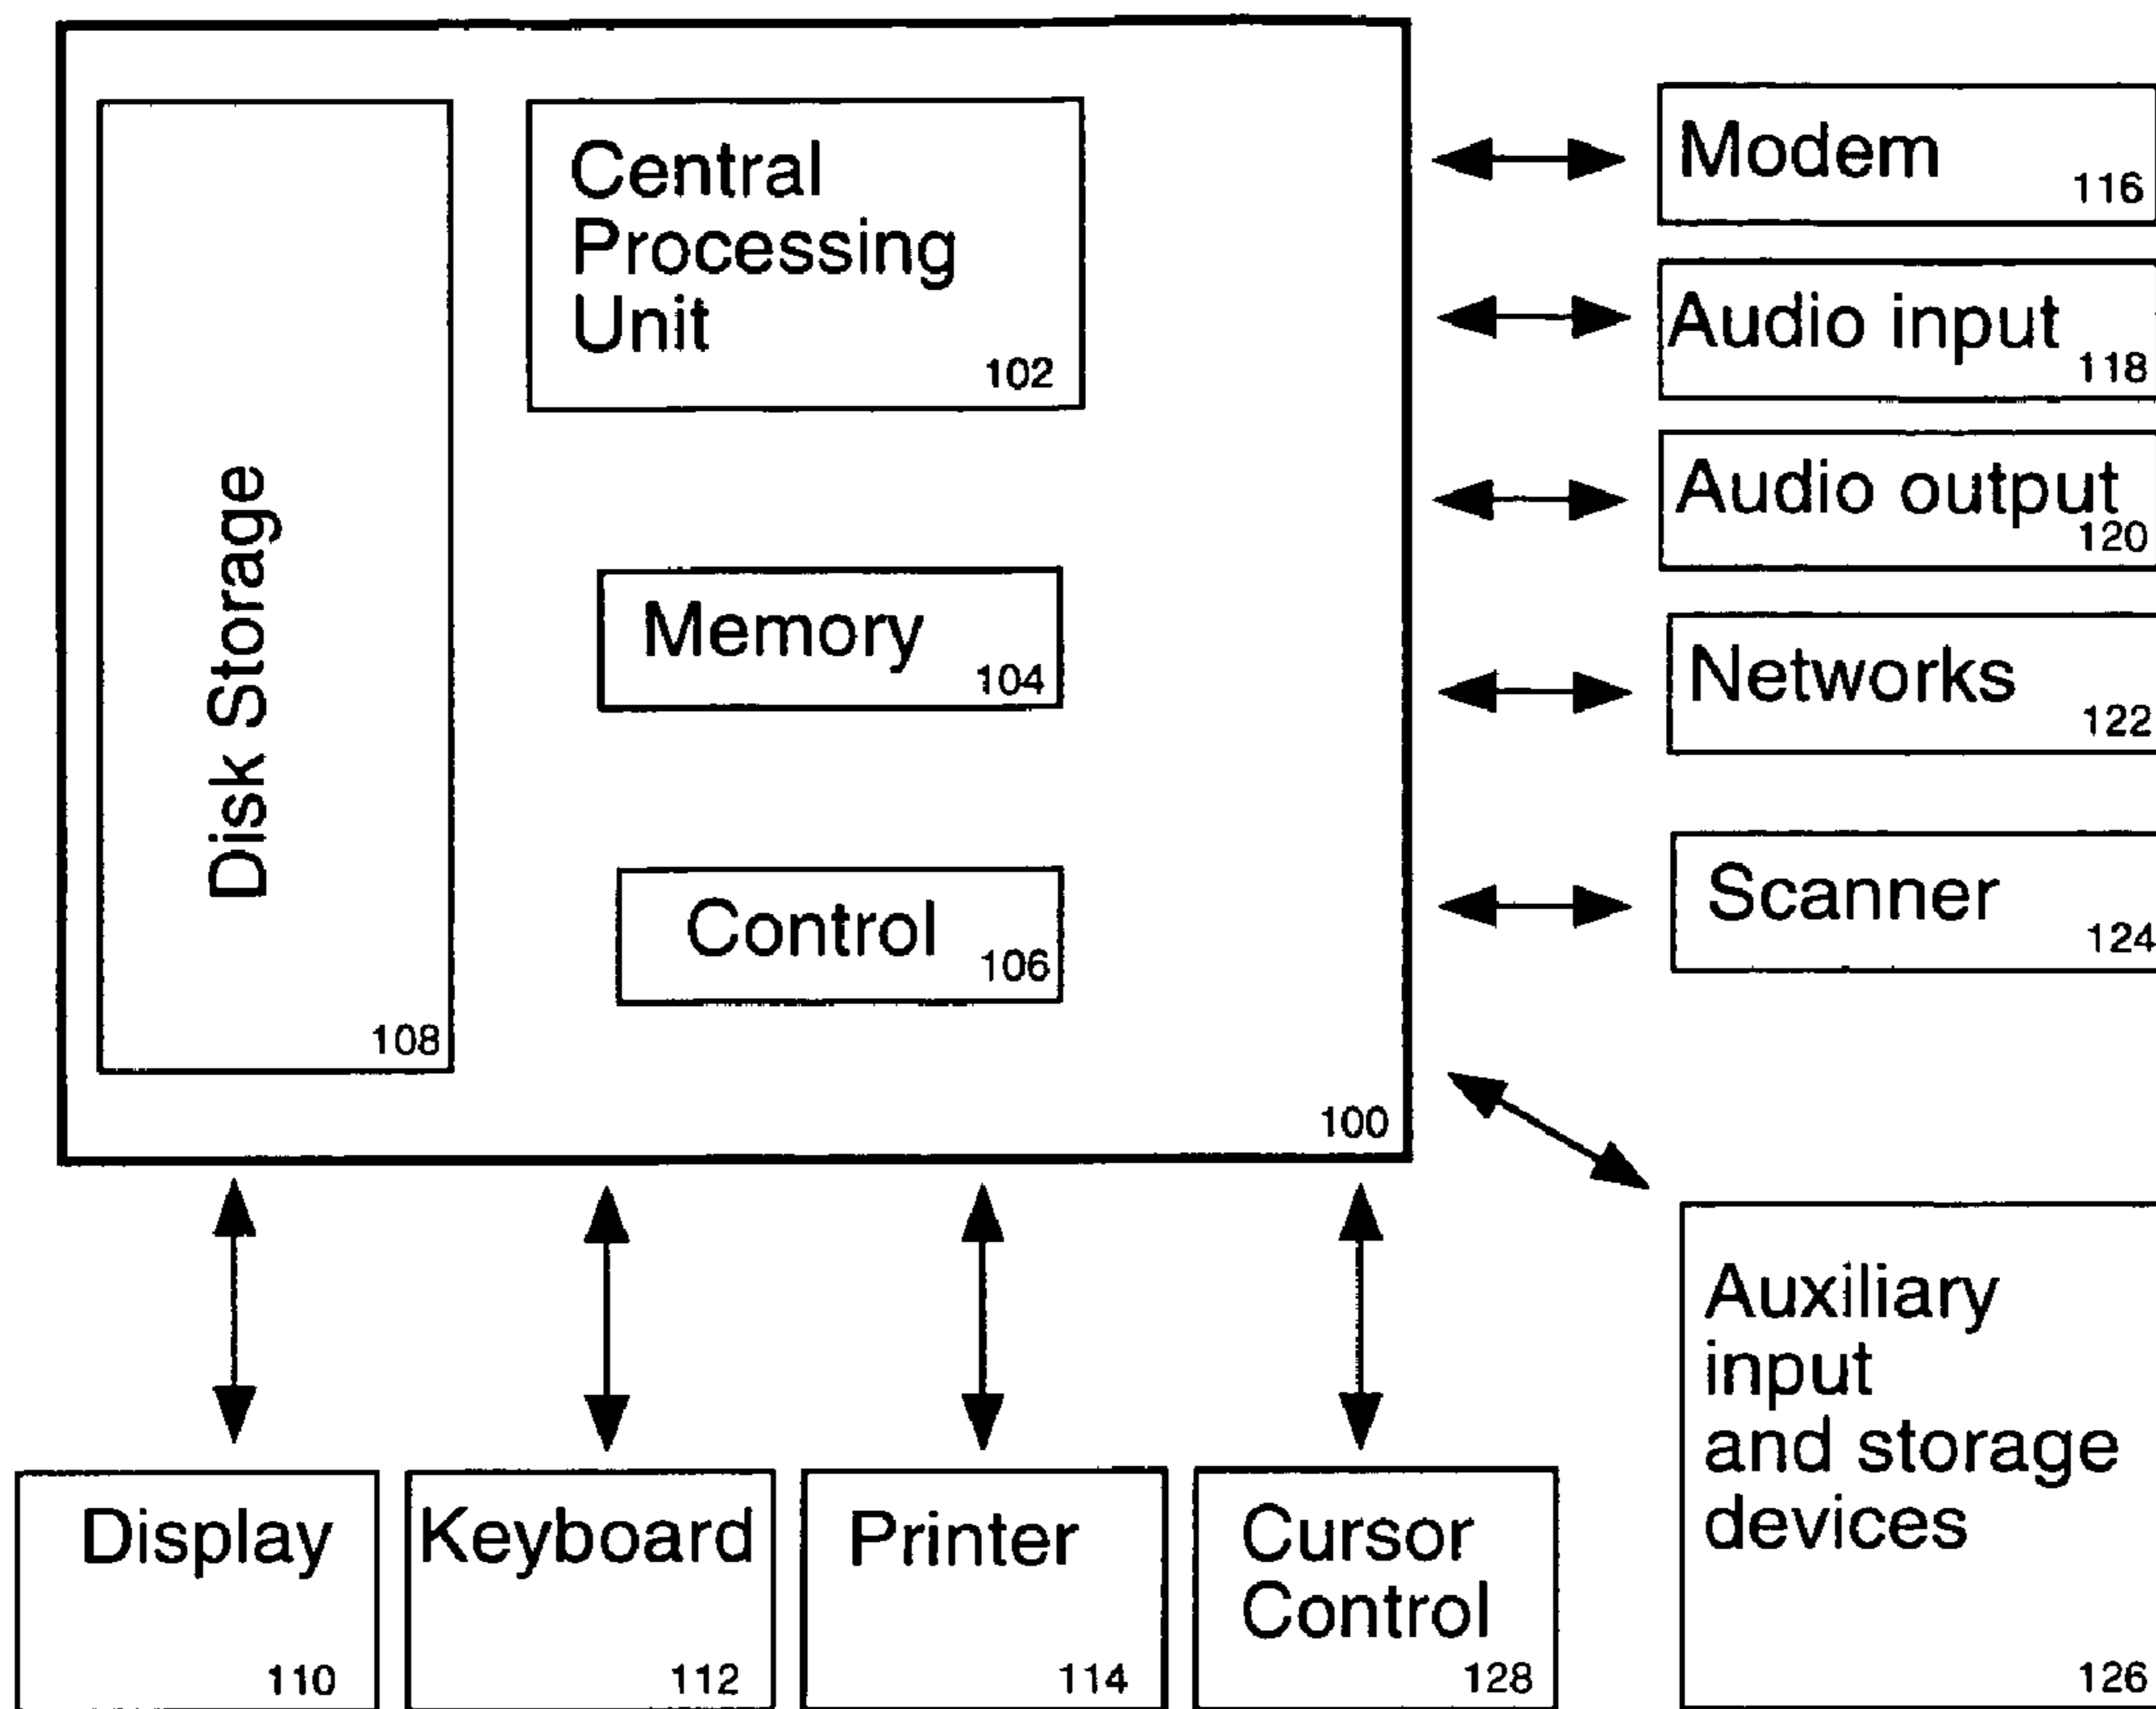 Disk Storage
108
Central
Processing
Unit
102
Memory
104
Control
106
100
Modem
116
Audio input
118
Audio output
120
Networks
122
Scanner
124
Auxiliary
input
and storage
devices
126
Display
110
Keyboard
112
Printer
114
Cursor
Control
128